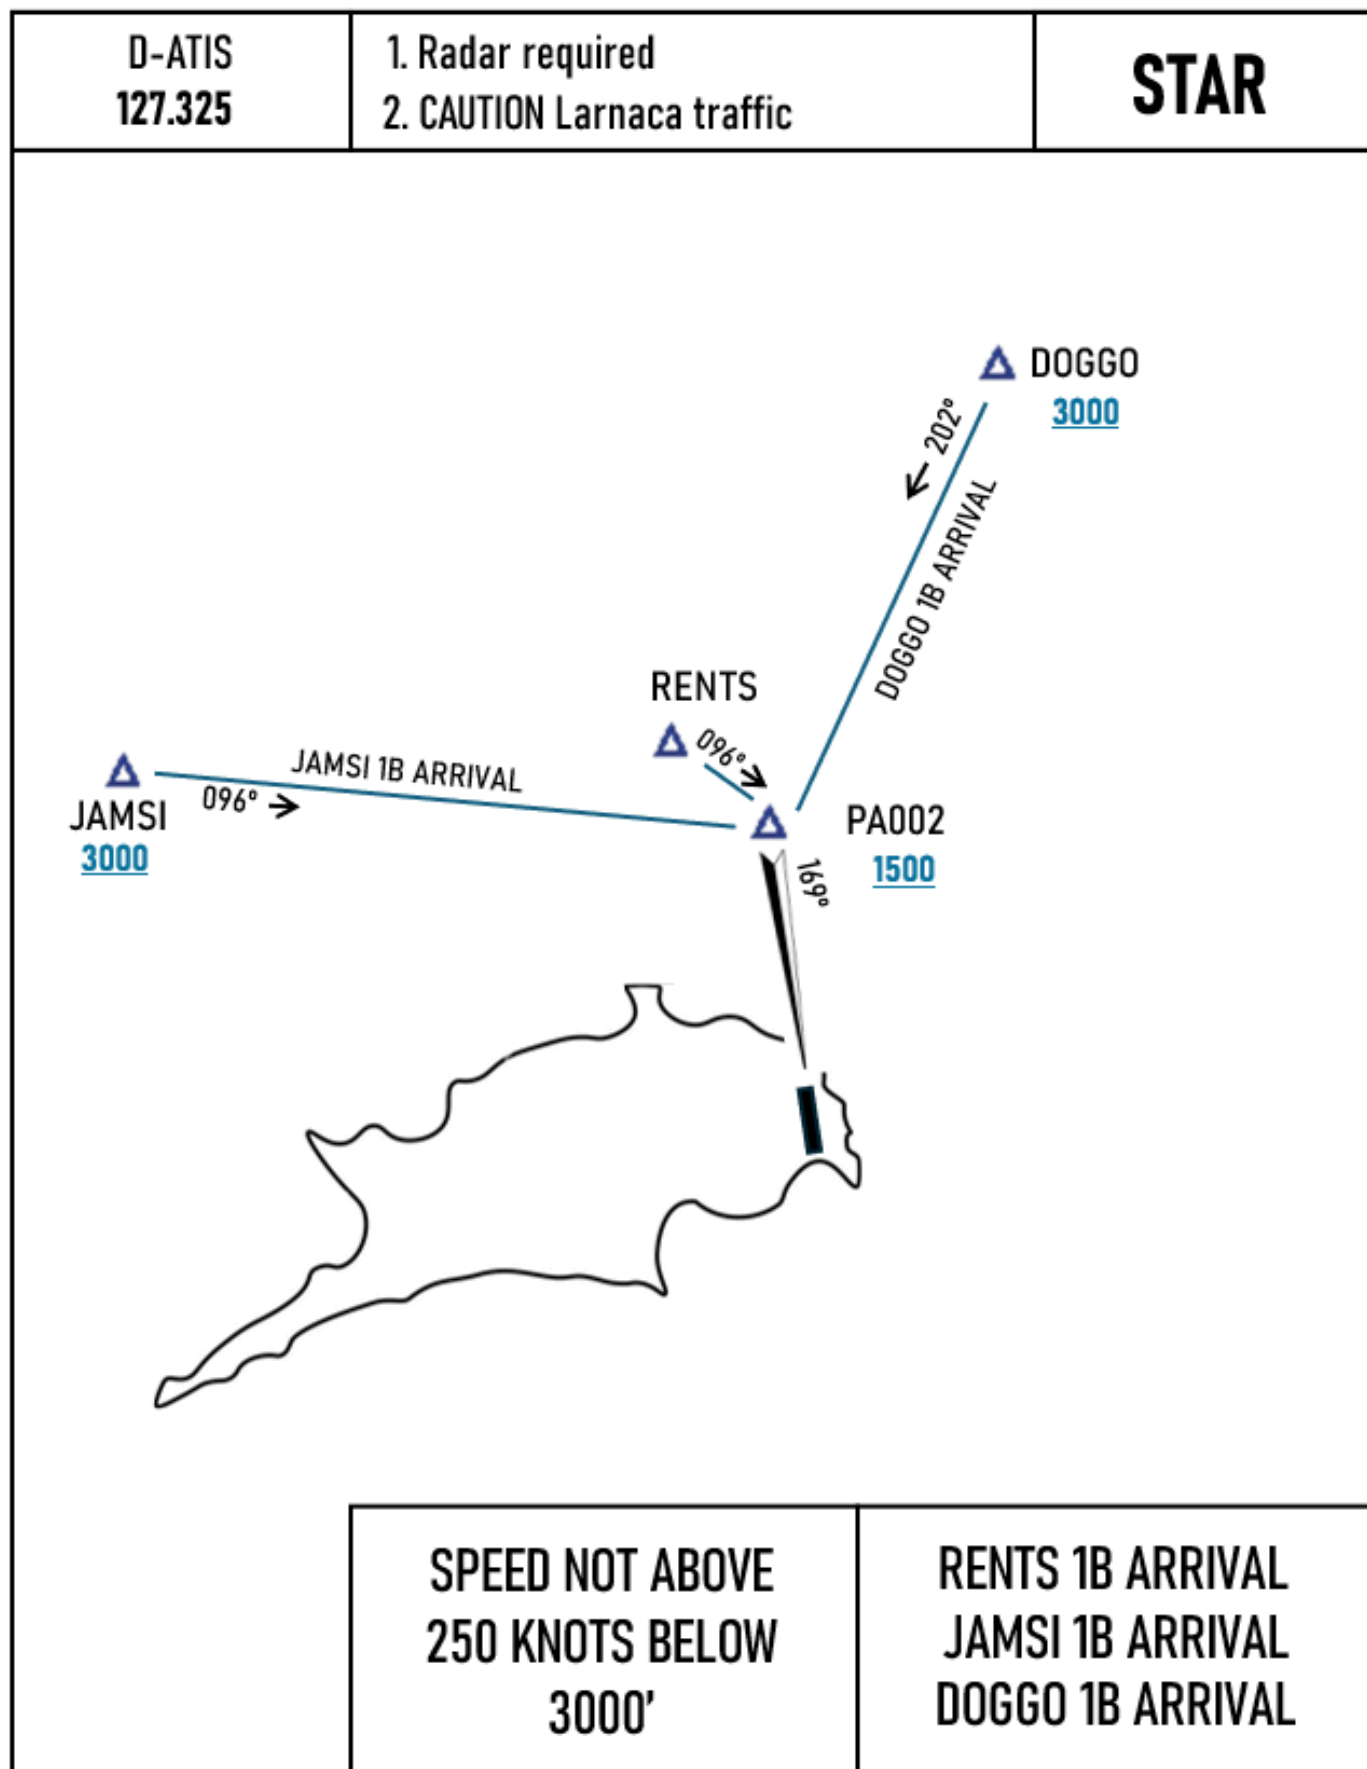 D-ATIS
127.325
1. Radar required
2. CAUTION Larnaca traffic
STAR
DOGGO
3000
202°
DOGGO 1B ARRIVAL
RENTS
096°
JAMSI 1B ARRIVAL
096°
JAMSI
3000
PA002
1500
169°
SPEED NOT ABOVE
250 KNOTS BELOW
3000'
RENTS 1B ARRIVAL
JAMSI 1B ARRIVAL
DOGGO 1B ARRIVAL